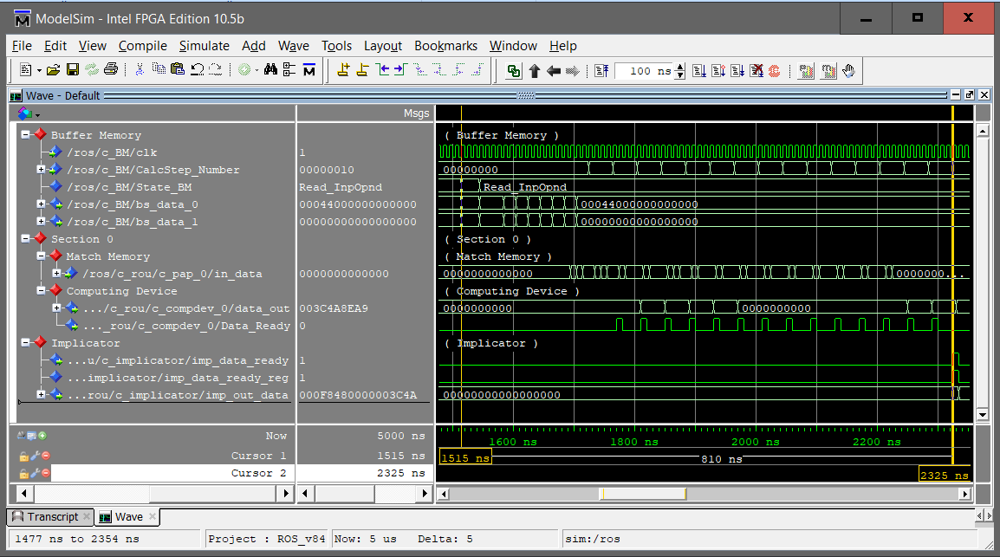 ModelSim - Intel FPGA Edition 10.5b
File Edit View Compile Simulate Add Wave Tools Layout Bookmarks Window Help
100 ns
Wave - Default
Msgs
Buffer Memory ( Buffer Memory )
/ros/c_BM/clk 1
/ros/c_BM/CalcStep_Number 00000010 00000000
/ros/c_BM/State_BM Read_InpOpnd Read_InpOpnd
/ros/c_BM/bs_data_0 00044000000000000 00044000000000000
/ros/c_BM/bs_data_1 00000000000000000 00000000000000000
Section 0 ( Section 0 )
Match Memory ( Match Memory )
/ros/c_rou/c_pap_0/in_data 0000000000000 0000000000000 0000000...
Computing Device ( Computing Device )
.../c_rou/c_compdev_0/data_out 003C4A8EA9 0000000000 0000000000
..._rou/c_compdev_0/Data_Ready 0
Implicator ( Implicator )
...u/c_implicator/imp_data_ready 1
...implicator/imp_data_ready_reg 1
...rou/c_implicator/imp_out_data 000F8480000003C4A 00000000000000000
Now 5000 ns 1600 ns 1800 ns 2000 ns 2200 ns
Cursor 1 1515 ns 1515 ns 810 ns
Cursor 2 2325 ns 2325 ns
Transcript Wave
1477 ns to 2354 ns Project : ROS_v84 Now: 5 us Delta: 5 sim:/ros